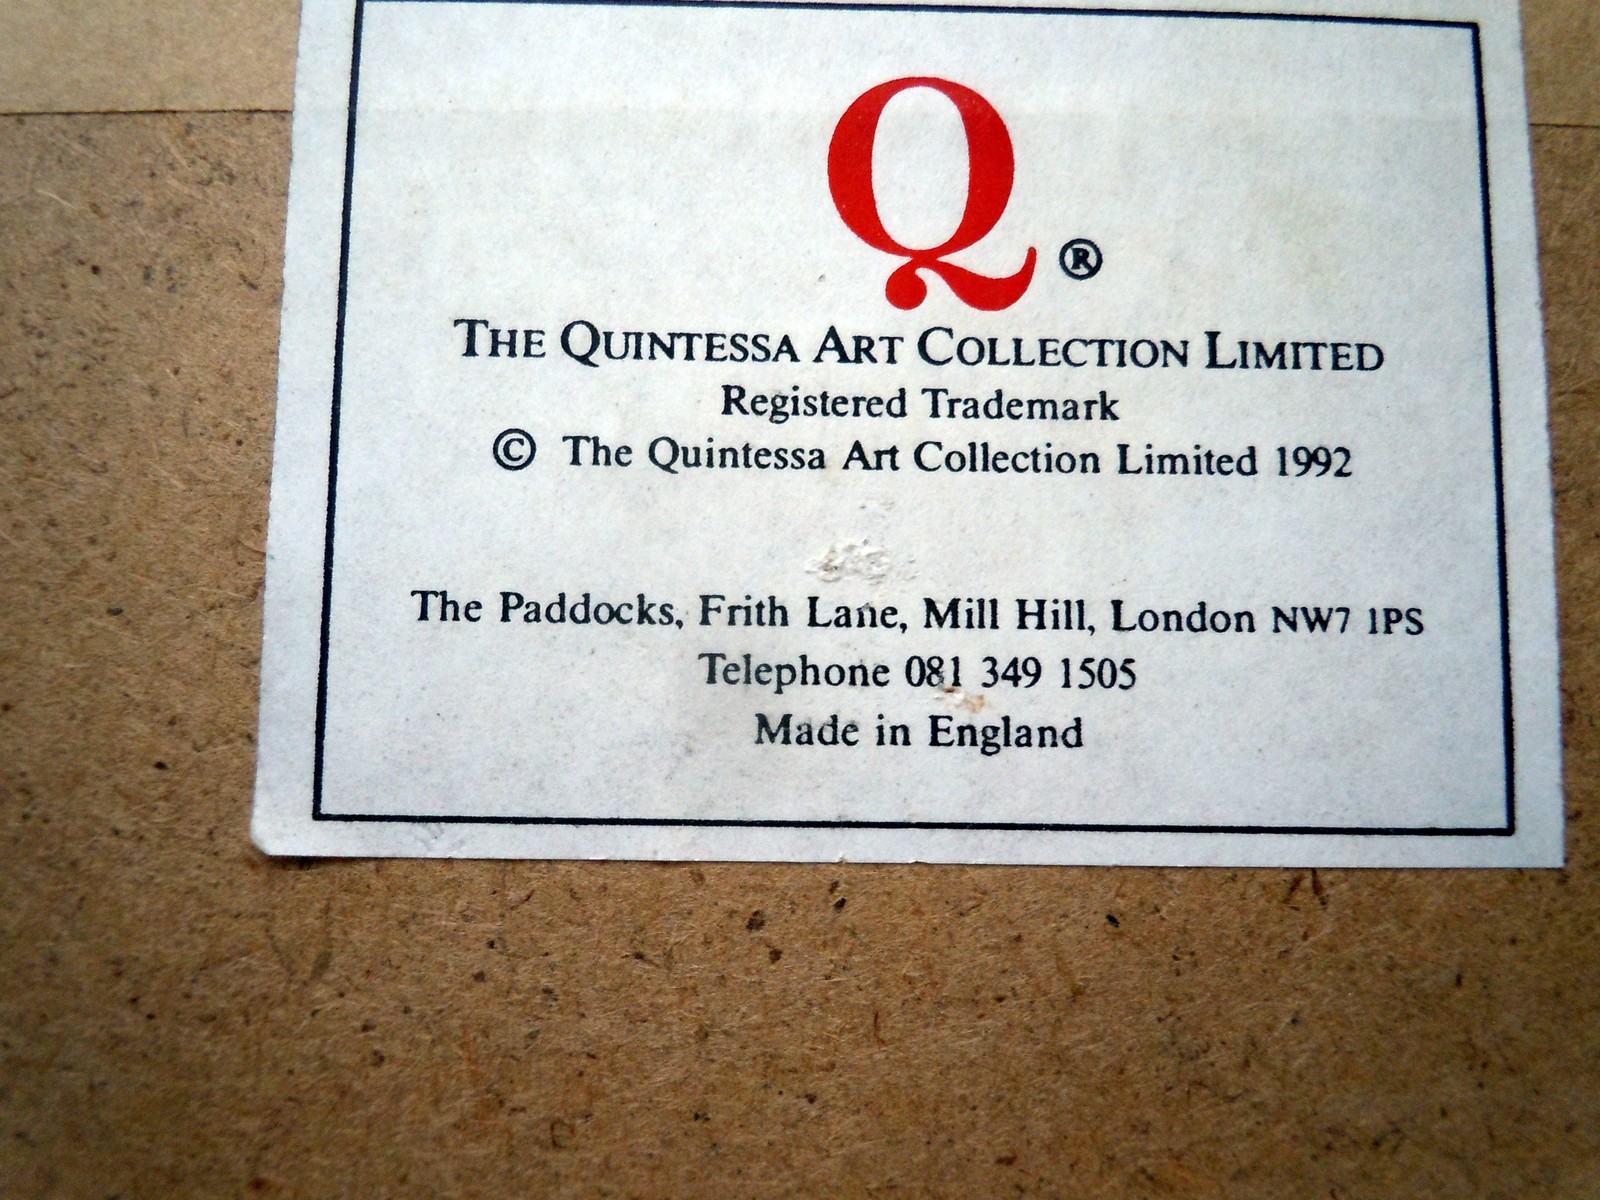 Q ®
THE QUINTESSA ART COLLECTION LIMITED
Registered Trademark
© The Quintessa Art Collection Limited 1992
The Paddocks, Frith Lane, Mill Hill, London NW7 1PS
Telephone 081 349 1505
Made in England